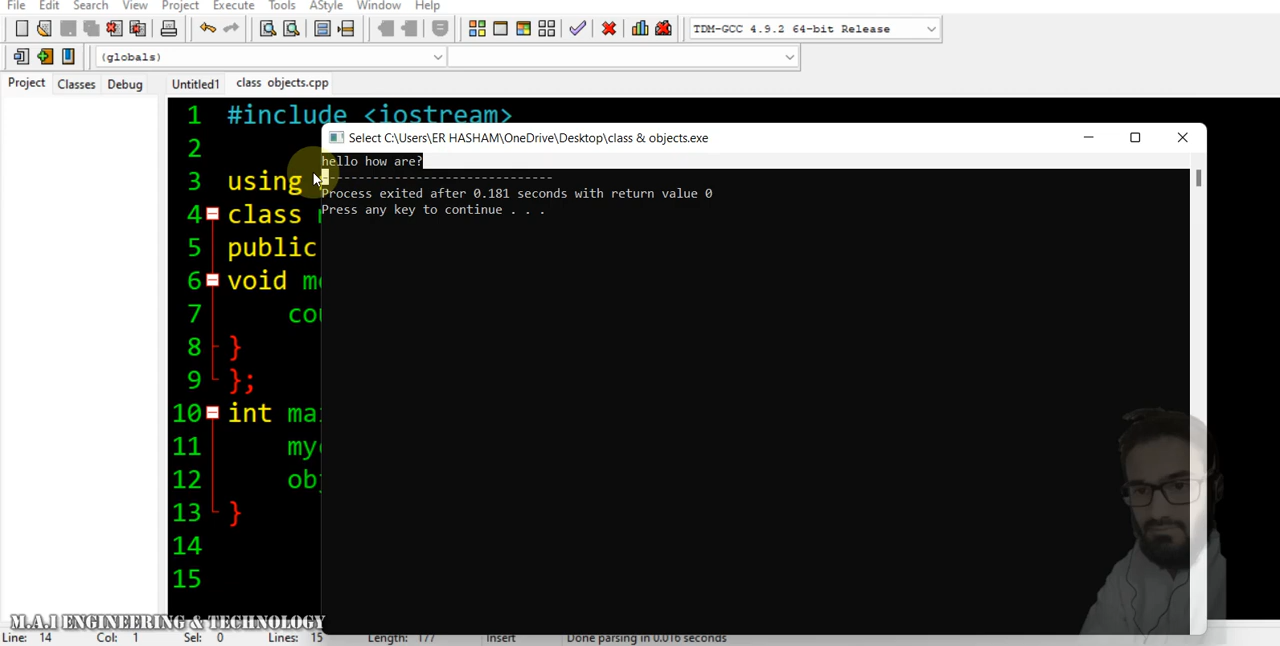 File Edit Search View Project Execute Tools AStyle Window Help
TDM-GCC 4.9.2 64-bit Release
(globals)
Project Classes Debug Untitled1 class objects.cpp
1 #include <iostream>
Select C:\Users\ER HASHAM\OneDrive\Desktop\class & objects.exe
2
hello how are?
--------------------------------
3 using
Process exited after 0.181 seconds with return value 0
Press any key to continue . . .
4 class
5 public
6 void
7
8 }
9 };
10 int
11
12
13 }
14
15
M.A.I ENGINEERING & TECHNOLOGY
Line: 14 Col: 1 Sel: 0 Lines: 15 Length: 177 Insert Done parsing in 0.016 seconds